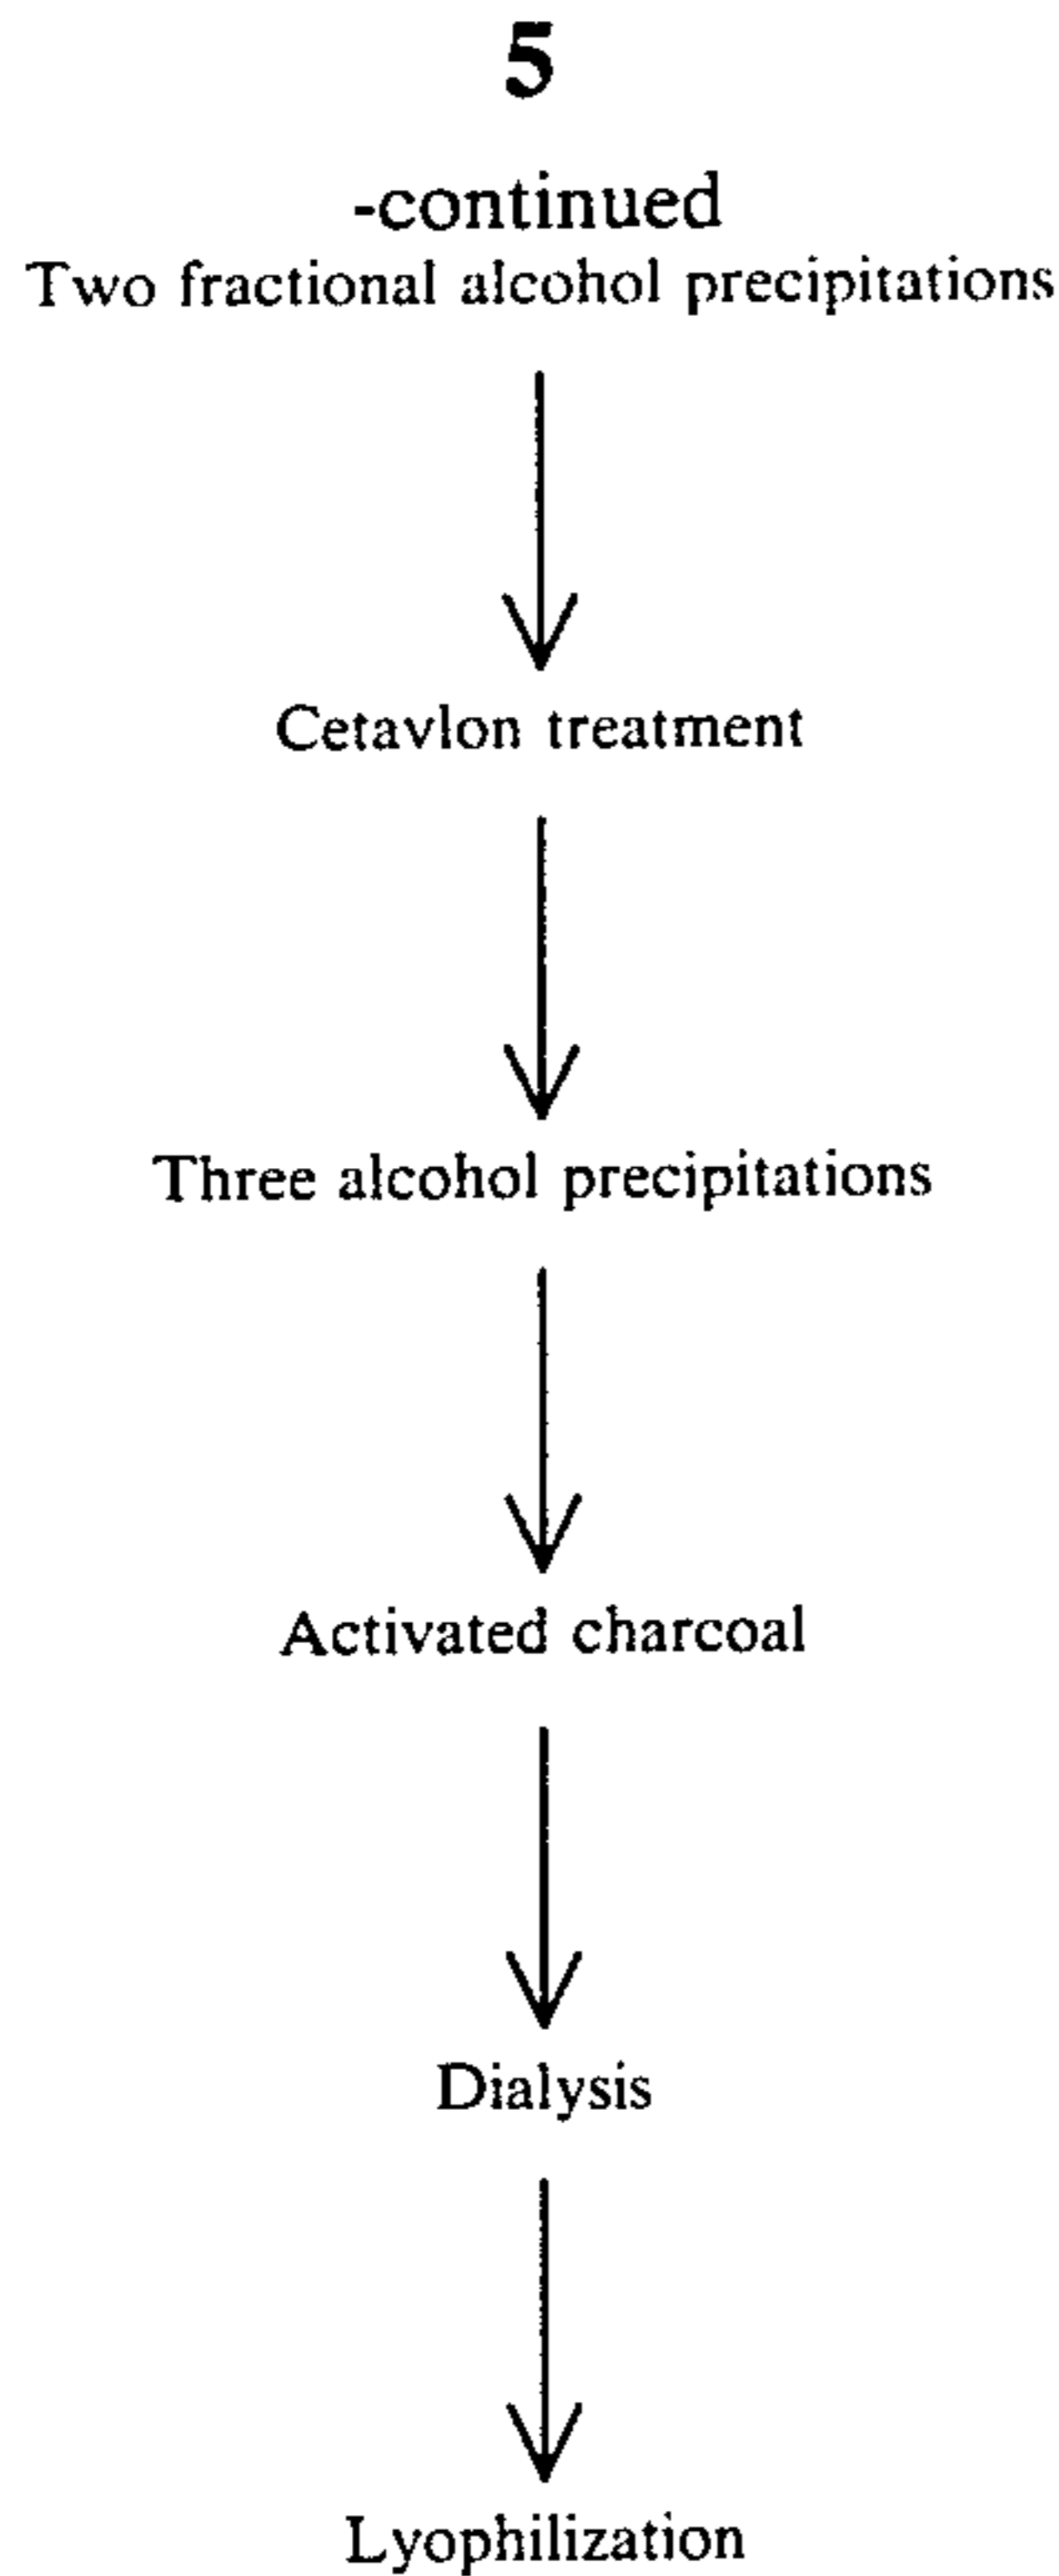 5
-continued
Two fractional alcohol precipitations
Cetavlon treatment
Three alcohol precipitations
Activated charcoal
Dialysis
Lyophilization